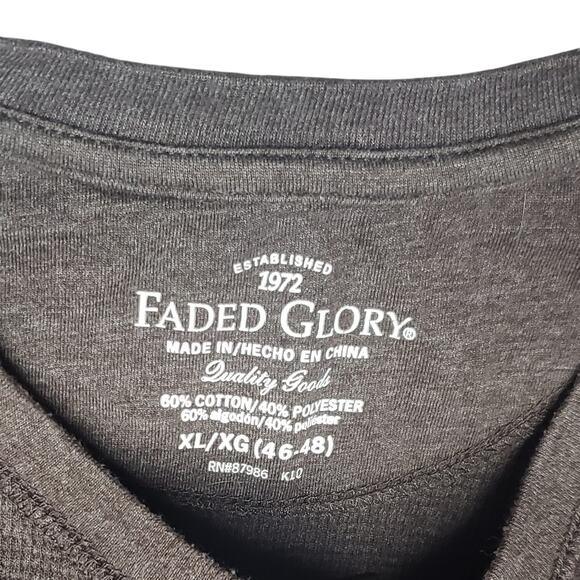 ESTABLISHED
1972
FADED GLORY®
MADE IN/HECHO EN CHINA
Quality Goods
60% COTTON/40% POLYESTER
60% algodón/40% poliéster
XL/XG (46-48)
RN#87986 K10